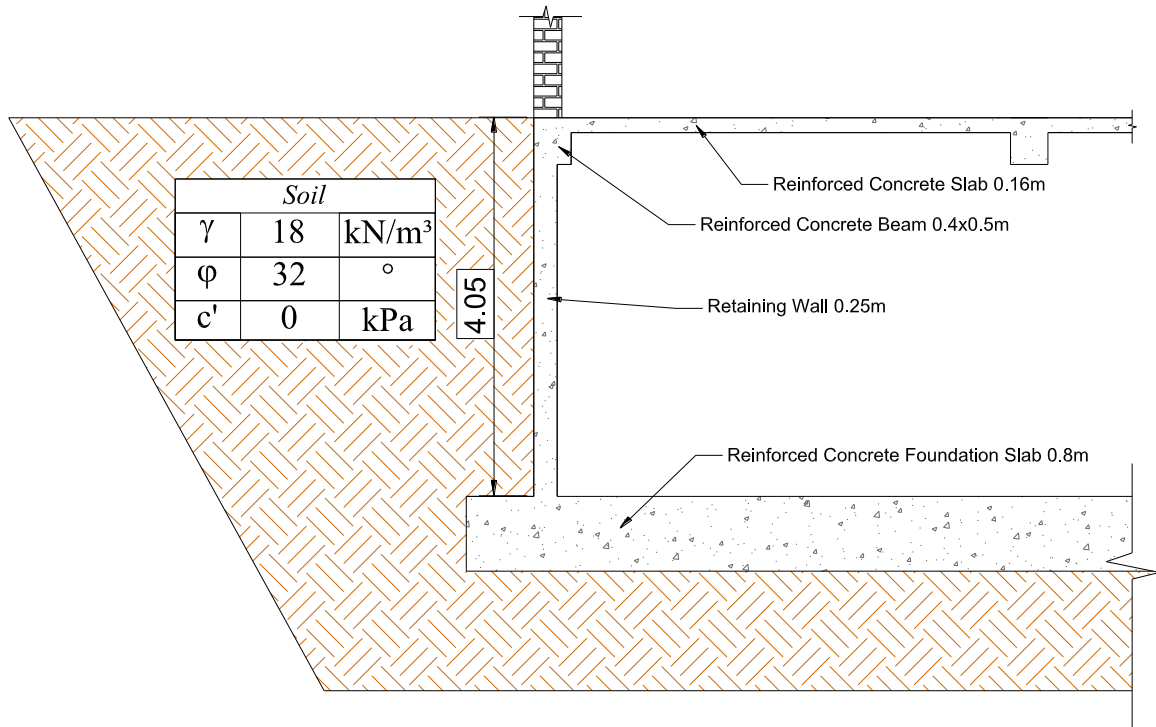 Soil
γ 18 kN/m³
φ 32 °
c' 0 kPa
4.05
Reinforced Concrete Slab 0.16m
Reinforced Concrete Beam 0.4x0.5m
Retaining Wall 0.25m
Reinforced Concrete Foundation Slab 0.8m